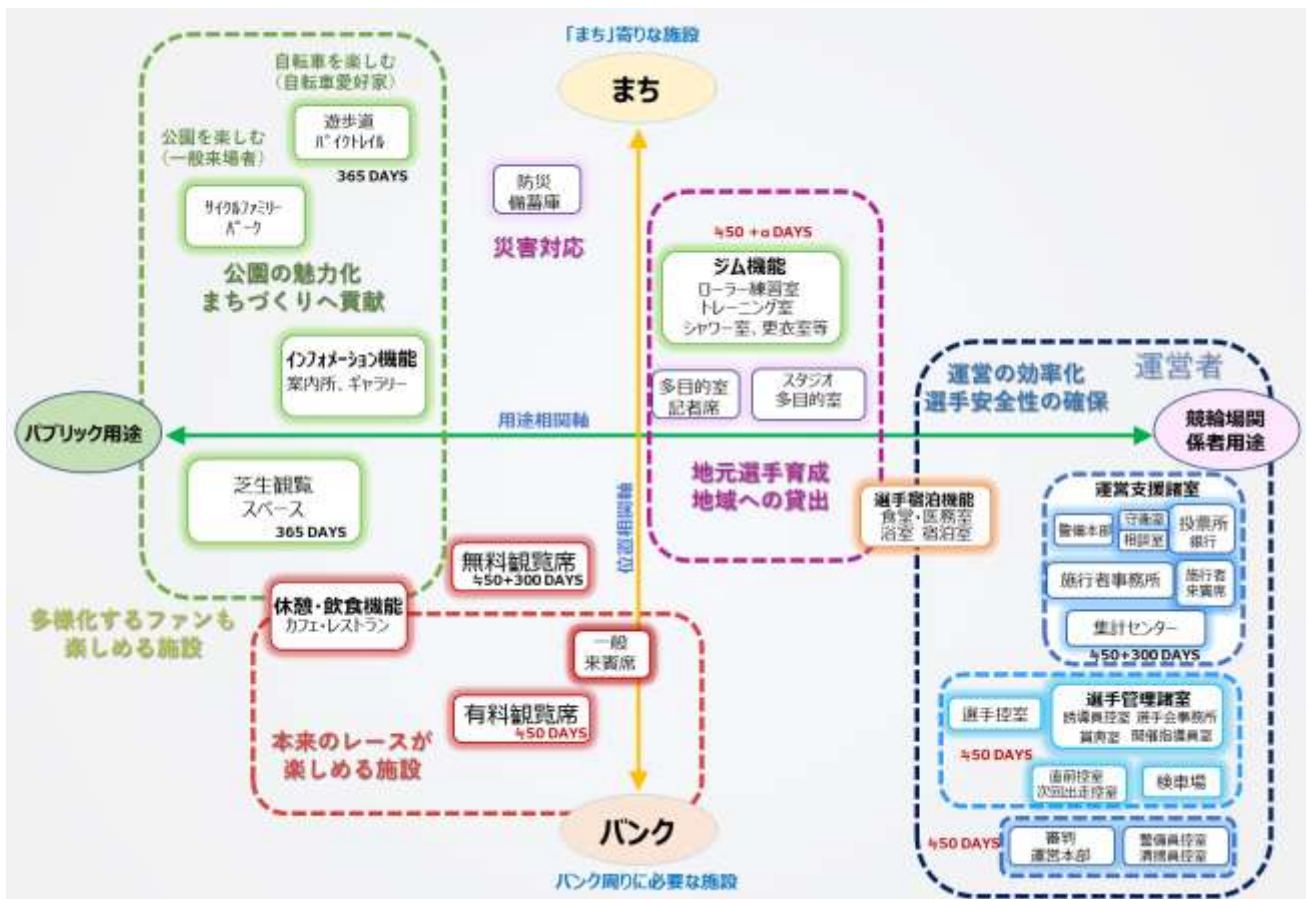 「まち」寄りな施設
まち
自転車を楽しむ
(自転車愛好家)
遊歩道
バイクトレイル
365 DAYS
公園を楽しむ
(一般来場者)
サイクルファミリー
パーク
公園の魅力化
まちづくりへ貢献
インフォメーション機能
案内所、ギャラリー
防災
備蓄庫
災害対応
≒50 +α DAYS
ジム機能
ローラー練習室
トレーニング室
シャワー室、更衣室等
多目的室
記者席
スタジオ
多目的室
運営者
運営の効率化
選手安全性の確保
パブリック用途
用途相関軸
競輪場関
係者用途
芝生観覧
スペース
365 DAYS
位置相関軸
地元選手育成
地域への貸出
選手宿泊機能
食堂・医務室
浴室 宿泊室
運営支援諸室
警備本部
守衛室
相談室
投票所
銀行
施行者事務所
施行者
来賓席
集計センター
≒50+300 DAYS
無料観覧席
≒50+300 DAYS
多様化するファンも
楽しめる施設
休憩・飲食機能
カフェ・レストラン
一般
来賓席
有料観覧席
≒50 DAYS
本来のレースが
楽しめる施設
選手控室
選手管理諸室
誘導員控室 選手会事務所
賞典室 開催指導員室
≒50 DAYS
直前控室
次回出走控室
検車場
≒50 DAYS
審判
運営本部
警備員控室
清掃員控室
バンク
バンク周りに必要な施設